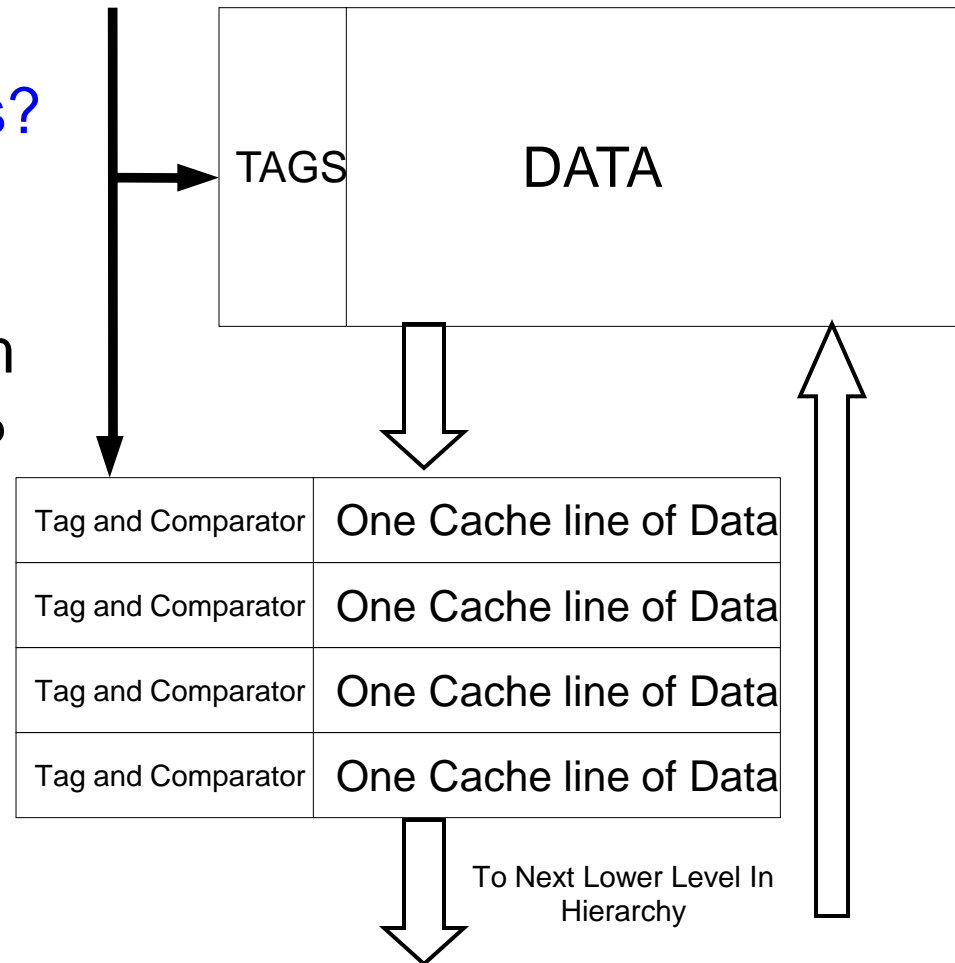 s?
TAGS
DATA
n
Tag and Comparator One Cache line of Data
Tag and Comparator One Cache line of Data
Tag and Comparator One Cache line of Data
Tag and Comparator One Cache line of Data
To Next Lower Level In
Hierarchy